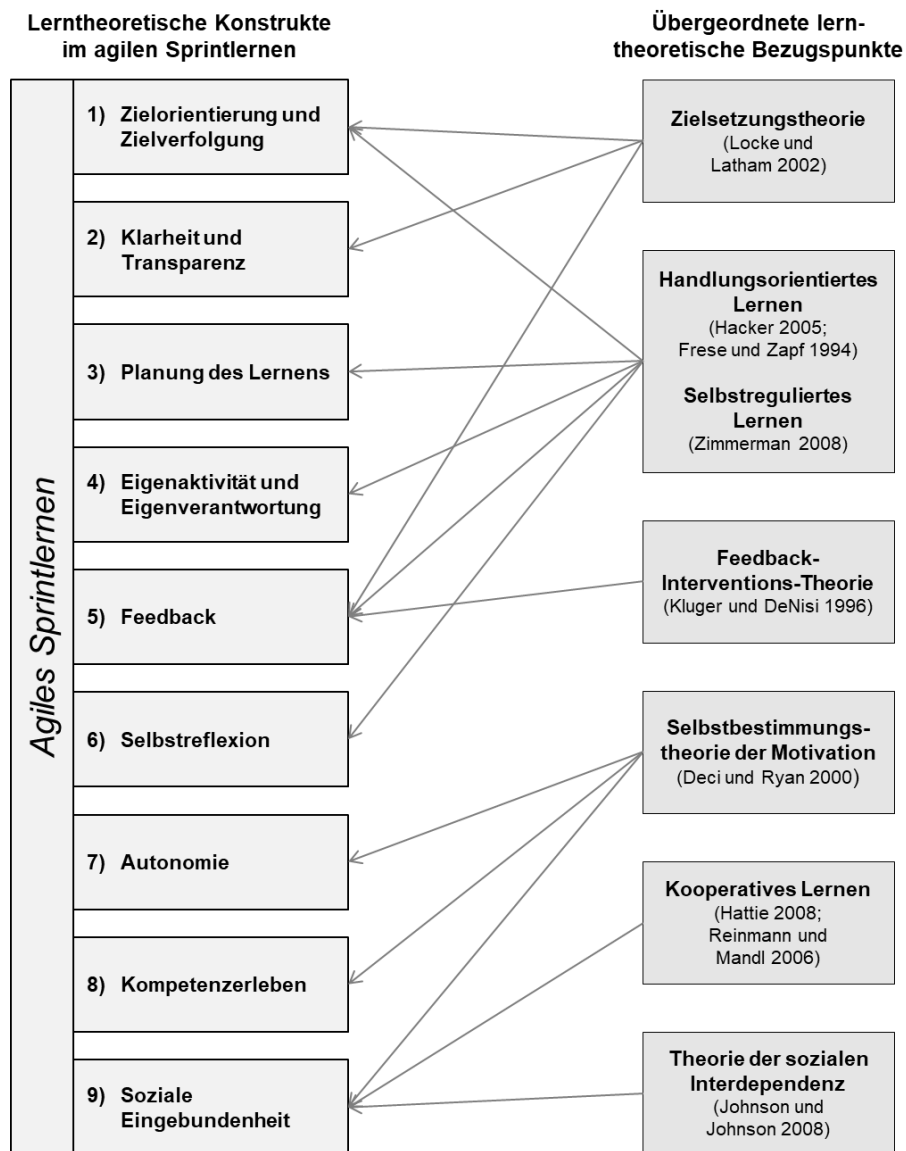 Lerntheoretische Konstrukte
im agilen Sprintlernen
Agiles Sprintlernen
1) Zielorientierung und
Zielverfolgung
2) Klarheit und
Transparenz
3) Planung des Lernens
4) Eigenaktivität und
Eigenverantwortung
5) Feedback
6) Selbstreflexion
7) Autonomie
8) Kompetenzerleben
9) Soziale
Eingebundenheit
Übergeordnete lern-
theoretische Bezugspunkte
Zielsetzungstheorie
(Locke und
Latham 2002)
Handlungsorientiertes
Lernen
(Hacker 2005;
Frese und Zapf 1994)
Selbstreguliertes
Lernen
(Zimmerman 2008)
Feedback-
Interventions-Theorie
(Kluger und DeNisi 1996)
Selbstbestimmungs-
theorie der Motivation
(Deci und Ryan 2000)
Kooperatives Lernen
(Hattie 2008;
Reinmann und
Mandl 2006)
Theorie der sozialen
Interdependenz
(Johnson und
Johnson 2008)